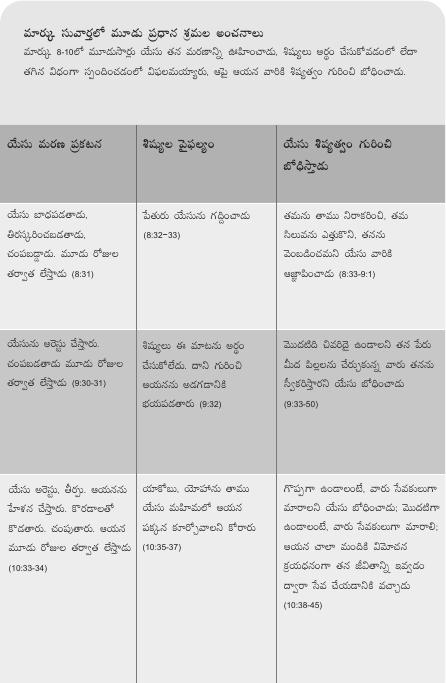 మార్కు సువార్తలో మూడు ప్రధాన శ్రమల అంచనాలు
మార్కు 8-10లో మూడుసార్లు యేసు తన మరణాన్ని ఊహించాడు, శిష్యులు అర్థం చేసుకోవడంలో లేదా
తగిన విధంగా స్పందించడంలో విఫలమయ్యారు, ఆపై ఆయన వారికి శిష్యత్వం గురించి బోధించాడు.
యేసు మరణ ప్రకటన
శిష్యుల వైఫల్యం
యేసు శిష్యత్వం గురించి
బోధిస్తాడు
యేసు బాధపడతాడు,
తిరస్కరించబడతాడు,
చంపబడ్డాడు. మూడు రోజుల
తర్వాత లేస్తాడు (8:31)
పేతురు యేసును గద్దించాడు
(8:32–33)
తమను తాము నిరాకరించి, తమ
సిలువను ఎత్తుకొని, తనను
వెంబడించమని యేసు వారికి
ఆజ్ఞాపించాడు (8:33-9:1)
యేసును అరెస్టు చేస్తారు.
చంపబడతాడు మూడు రోజుల
తర్వాత లేస్తాడు (9:30-31)
శిష్యులు ఈ మాటను అర్థం
చేసుకోలేదు. దాని గురించి
ఆయనను అడగడానికి
భయపడతారు (9:32)
మొదటిది చివరిదై ఉండాలని తన పేరు
మీద పిల్లలను చేర్చుకున్న వారు తనను
స్వీకరిస్తారని యేసు బోధించాడు
(9:33-50)
యేసు అరెస్టు, తీర్పు. ఆయనను
హేళన చేస్తారు. కొరడాలతో
కొడతారు. చంపుతారు. ఆయన
మూడు రోజుల తర్వాత లేస్తాడు
(10:33-34)
యాకోబు, యోహాను తాము
యేసు మహిమలో ఆయన
పక్కన కూర్చోవాలని కోరారు
(10:35-37)
గొప్పగా ఉండాలంటే, వారు సేవకులుగా
మారాలని యేసు బోధించాడు; మొదటిగా
ఉండాలంటే, వారు సేవకులుగా మారాలి;
ఆయన చాలా మందికి విమోచన
క్రయధనంగా తన జీవితాన్ని ఇవ్వడం
ద్వారా సేవ చేయడానికి వచ్చాడు
(10:38-45)